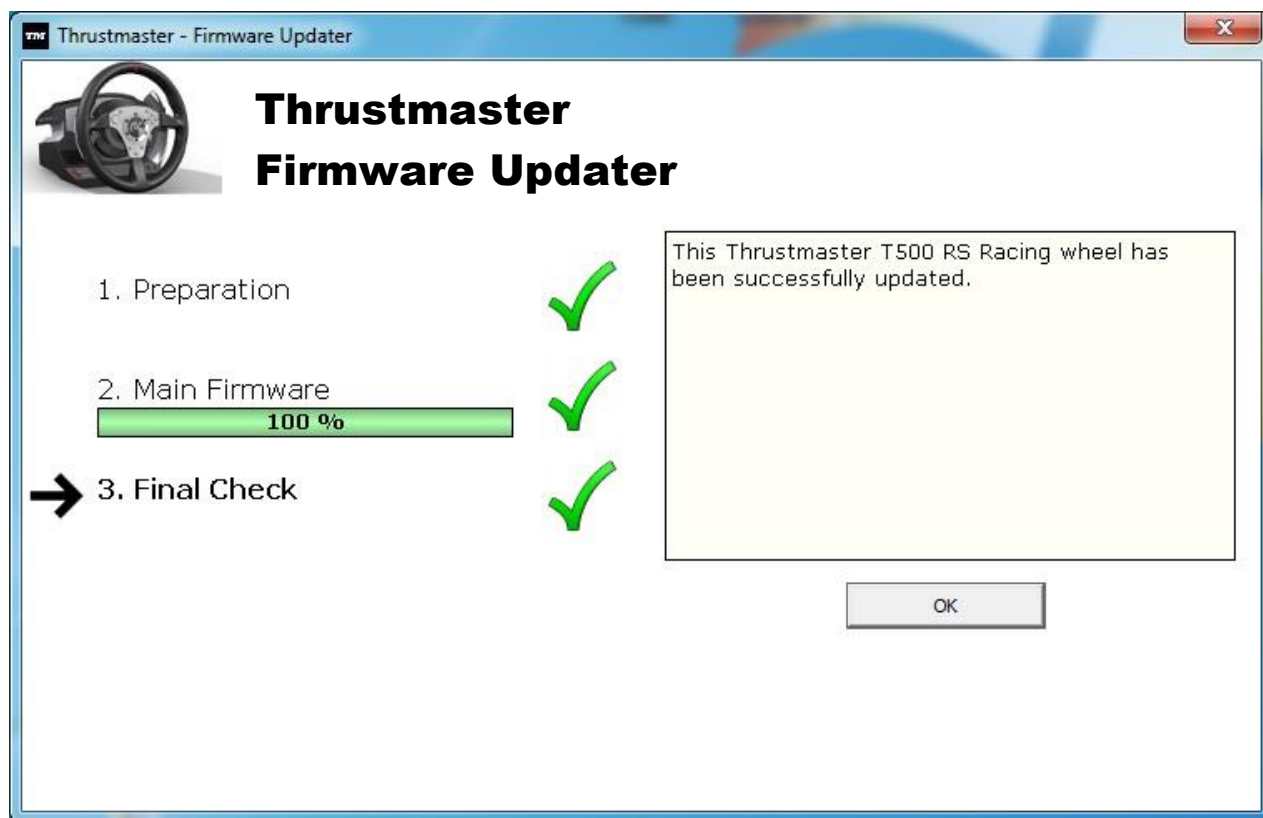 TM Thrustmaster - Firmware Updater
Thrustmaster
Firmware Updater
1. Preparation
2. Main Firmware
100 %
3. Final Check
This Thrustmaster T500 RS Racing wheel has
been successfully updated.
OK